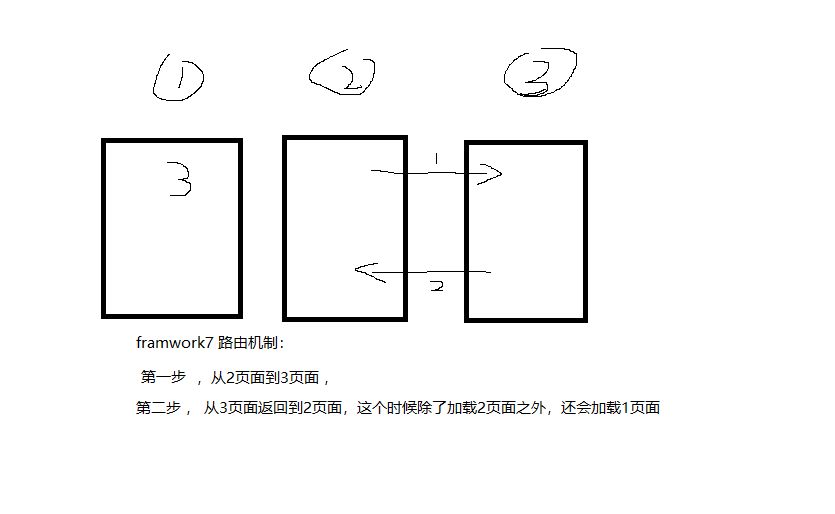 ① ② ③
3
1
2
framwork7 路由机制：
第一步 ，从2页面到3页面，
第二步， 从3页面返回到2页面，这个时候除了加载2页面之外，还会加载1页面